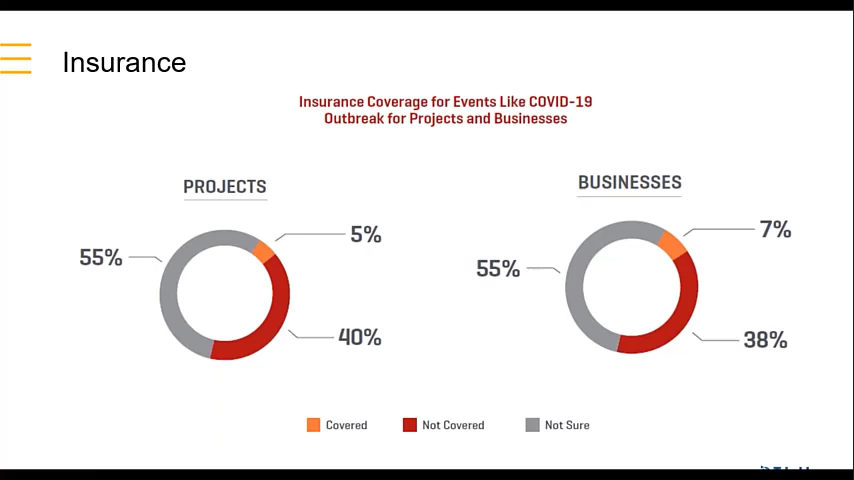 Insurance
Insurance Coverage for Events Like COVID-19
Outbreak for Projects and Businesses
PROJECTS
BUSINESSES
55%
5%
40%
55%
7%
38%
Covered
Not Covered
Not Sure